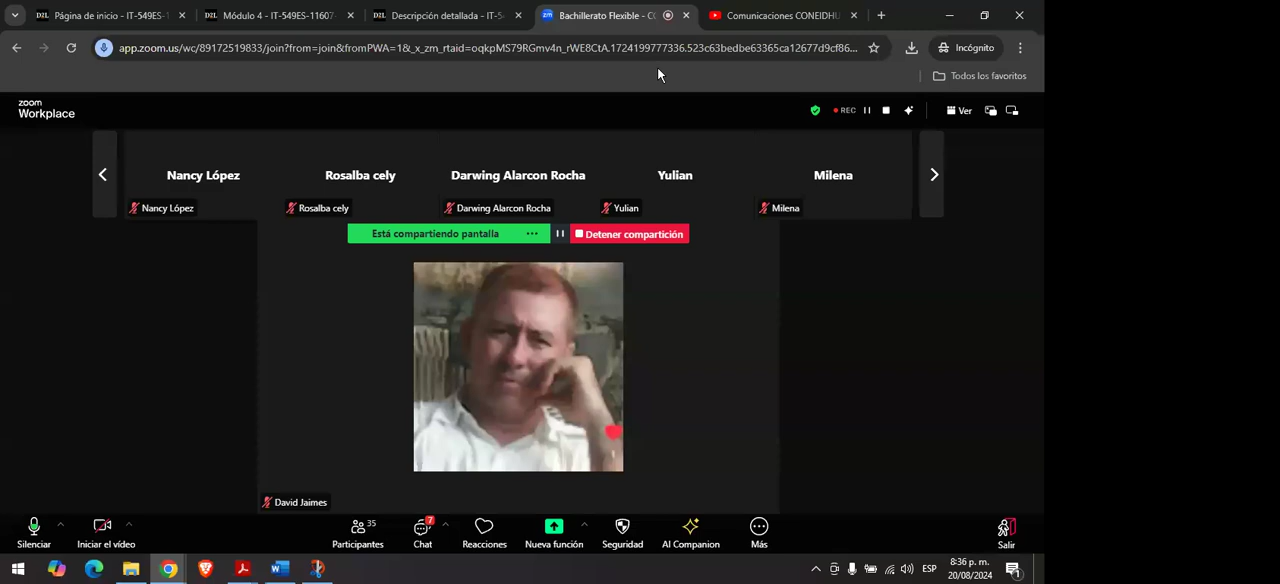 Página de inicio - IT-549ES-1
Módulo 4 - IT-549ES-11607
Descripción detallada - IT-5
Bachillerato Flexible - CC
Comunicaciones CONEIDHU
app.zoom.us/wc/89172519833/join?from=join&fromPWA=1&_x_zm_rtaid=oqkpMS79RGmv4n_rWE8CtA.1724199777336.523c63bedbe63365ca12677d9cf86...
Incógnito
Todos los favoritos
zoom
Workplace
REC
Ver
Nancy López
Rosalba cely
Darwing Alarcon Rocha
Yulian
Milena
Nancy López
Rosalba cely
Darwing Alarcon Rocha
Yulian
Milena
Está compartiendo pantalla ...
Detener compartición
David Jaimes
Silenciar
Iniciar el vídeo
35
Participantes
7
Chat
Reacciones
Nueva función
Seguridad
AI Companion
Más
Salir
ESP
8:36 p. m.
20/08/2024
1